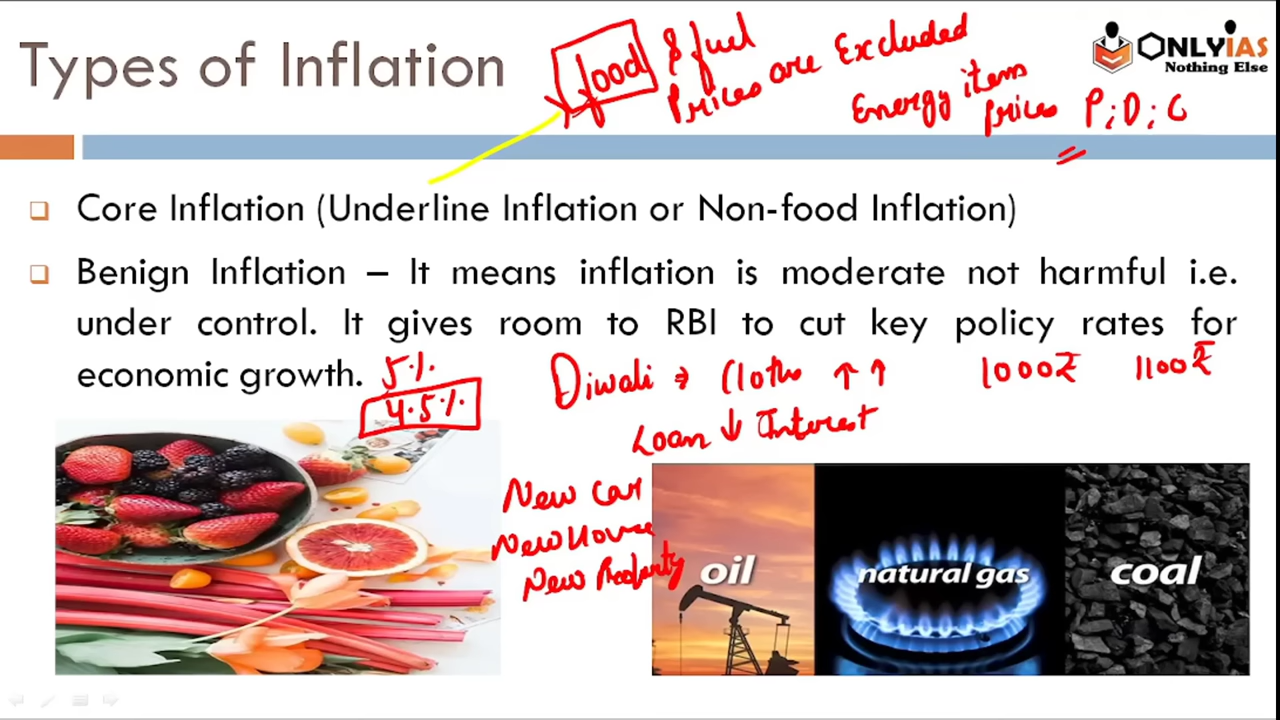 Types of Inflation
food & fuel
Prices are Excluded
Energy item
prices P; D; C
ONLYIAS
Nothing Else
Core Inflation (Underline Inflation or Non-food Inflation)
Benign Inflation – It means inflation is moderate not harmful i.e.
under control. It gives room to RBI to cut key policy rates for
economic growth. 5%.
4.5%.
Diwali ⇒ Cloths ↑ ↑ 1000₹ 1100₹
Loan ↓ Interest
New Car
New House
New Property
oil
natural gas
coal